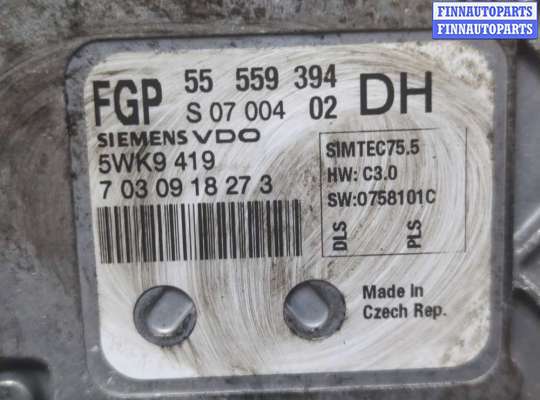 FINNAUTOPARTS
FINNAUTOPARTS
FGP 55 559 394 DH
S 07 004 02
SIEMENS VDO
5WK9 419
7 03 09 18 27 3
SIMTEC75.5
HW: C3.0
SW:0758101C
DLS
PLS
Made in
Czech Rep.